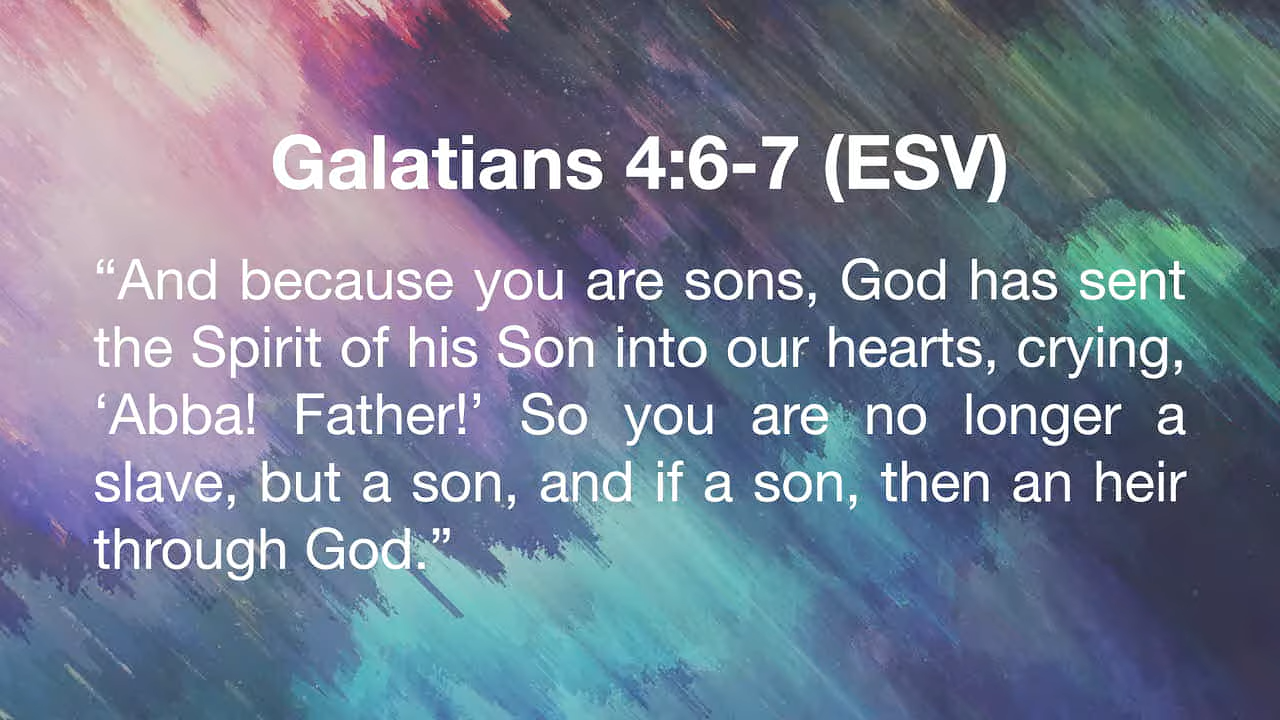 Galatians 4:6-7 (ESV)
“And because you are sons, God has sent
the Spirit of his Son into our hearts, crying,
‘Abba! Father!’ So you are no longer a
slave, but a son, and if a son, then an heir
through God.”